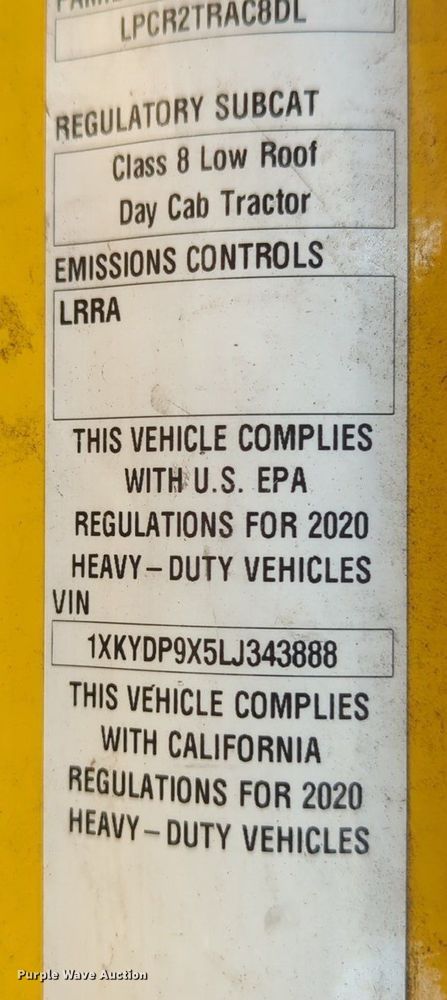 LPCR2TRAC8DL
REGULATORY SUBCAT
Class 8 Low Roof
Day Cab Tractor
EMISSIONS CONTROLS
LRRA
THIS VEHICLE COMPLIES
WITH U.S. EPA
REGULATIONS FOR 2020
HEAVY-DUTY VEHICLES
VIN
1XKYDP9X5LJ343888
THIS VEHICLE COMPLIES
WITH CALIFORNIA
REGULATIONS FOR 2020
HEAVY-DUTY VEHICLES
Purple Wave Auction